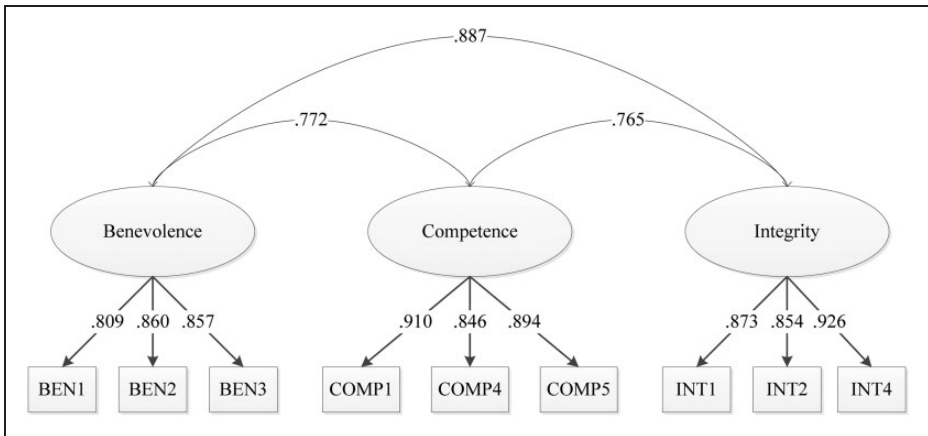 .887
.772
.765
Benevolence
Competence
Integrity
.809
.860
.857
.910
.846
.894
.873
.854
.926
BEN1
BEN2
BEN3
COMP1
COMP4
COMP5
INT1
INT2
INT4